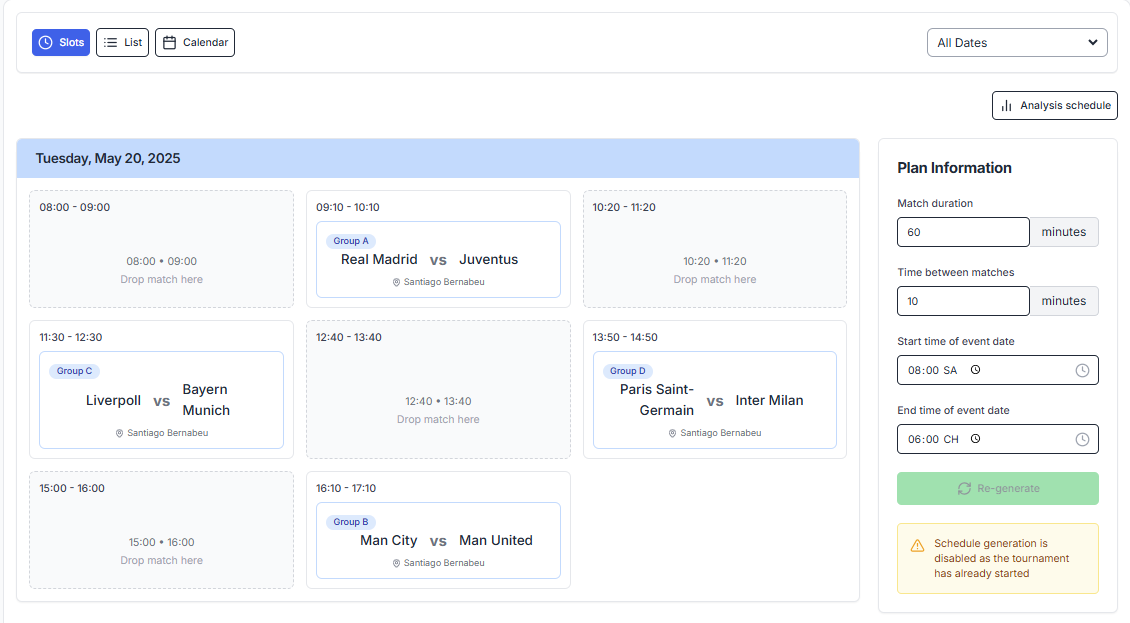 Slots
List
Calendar
All Dates
Analysis schedule
Tuesday, May 20, 2025
08:00 - 09:00
08:00 • 09:00
Drop match here
09:10 - 10:10
Group A
Real Madrid vs Juventus
Santiago Bernabeu
10:20 - 11:20
10:20 • 11:20
Drop match here
11:30 - 12:30
Group C
Liverpoll vs Bayern
Munich
Santiago Bernabeu
12:40 - 13:40
12:40 • 13:40
Drop match here
13:50 - 14:50
Group D
Paris Saint-
Germain vs Inter Milan
Santiago Bernabeu
15:00 - 16:00
15:00 • 16:00
Drop match here
16:10 - 17:10
Group B
Man City vs Man United
Santiago Bernabeu
Plan Information
Match duration
60 minutes
Time between matches
10 minutes
Start time of event date
08:00 SA
End time of event date
06:00 CH
Re-generate
Schedule generation is
disabled as the tournament
has already started